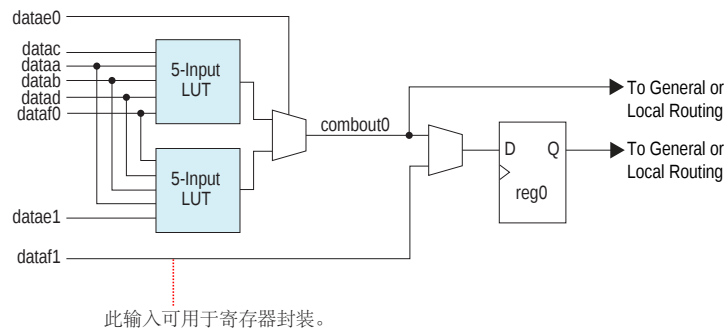 datae0
datac
dataa
datab
datad
dataf0
5-Input
LUT
5-Input
LUT
datae1
dataf1
combout0
D Q
reg0
To General or
Local Routing
To General or
Local Routing
此输入可用于寄存器封装。